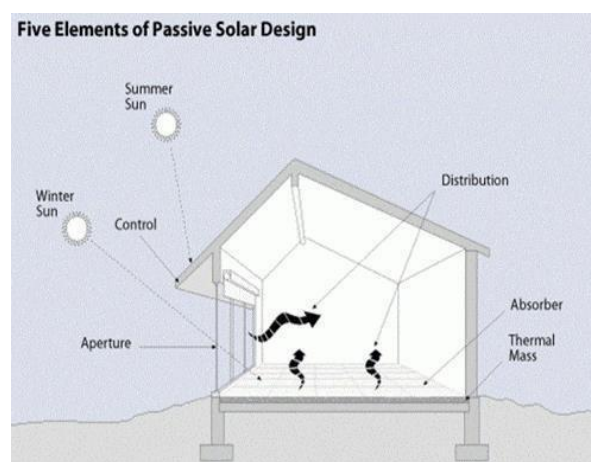 Five Elements of Passive Solar Design
Summer
Sun
Winter
Sun
Control
Distribution
Aperture
Absorber
Thermal
Mass